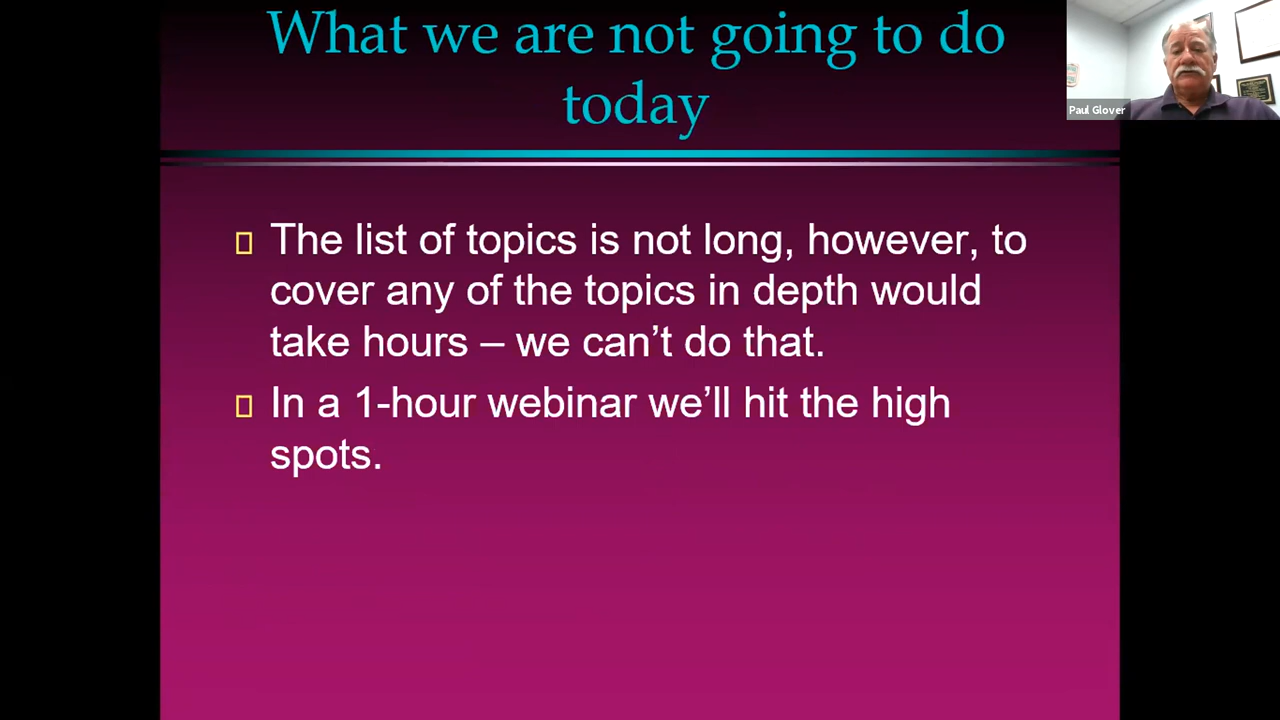 What we are not going to do
today
Paul Glover
The list of topics is not long, however, to
cover any of the topics in depth would
take hours – we can’t do that.
In a 1-hour webinar we’ll hit the high
spots.